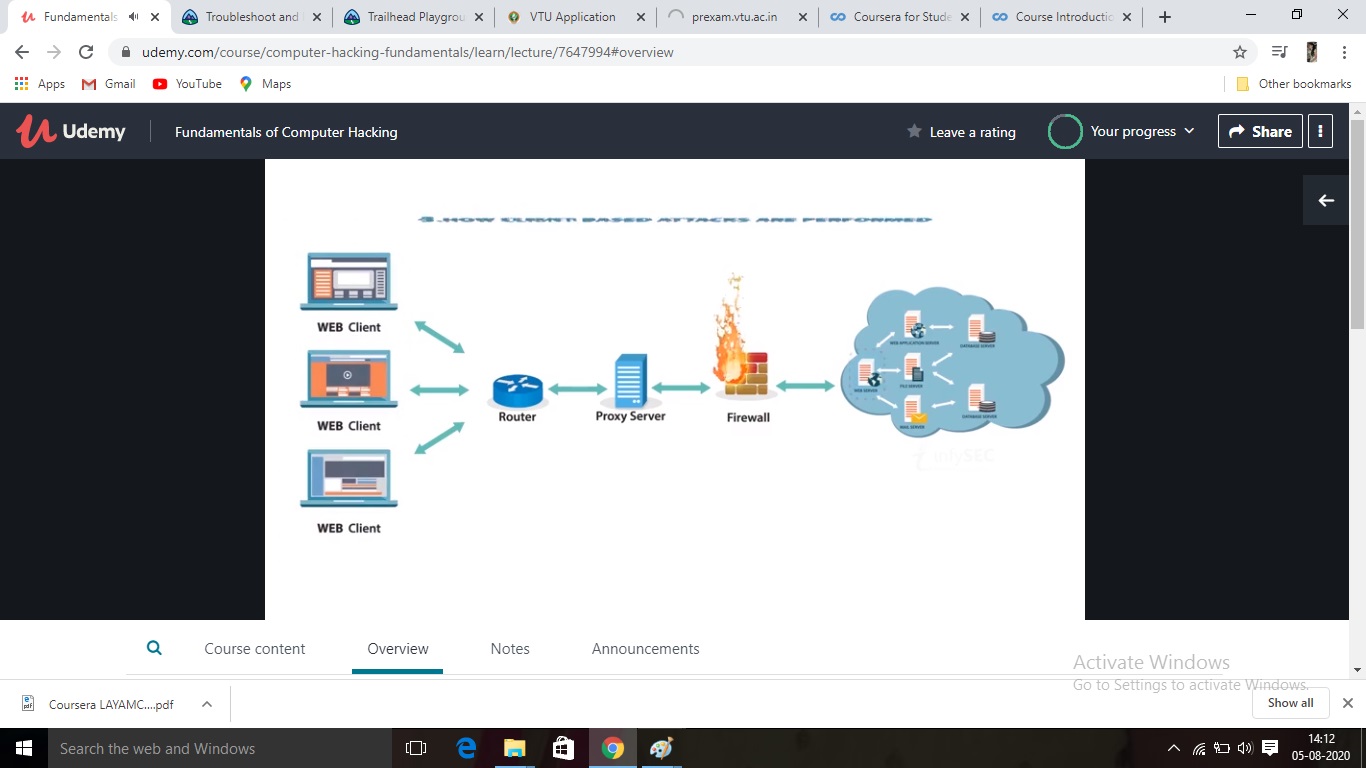 Fundamentals
Troubleshoot and
Trailhead Playgrou
VTU Application
prexam.vtu.ac.in
Coursera for Stude
Course Introductio
udemy.com/course/computer-hacking-fundamentals/learn/lecture/7647994#overview
Apps
Gmail
YouTube
Maps
Other bookmarks
Udemy
Fundamentals of Computer Hacking
Leave a rating
Your progress
Share
3.HOW CLIENT BASED ATTACKS ARE PERFORMED
WEB Client
WEB Client
WEB Client
Router
Proxy Server
Firewall
WEB APPLICATION SERVER
DATABASE SERVER
WEB SERVER
FILE SERVER
MAIL SERVER
DATABASE SERVER
Course content
Overview
Notes
Announcements
Activate Windows
Go to Settings to activate Windows.
Coursera LAYAMC....pdf
Show all
Search the web and Windows
14:12
05-08-2020